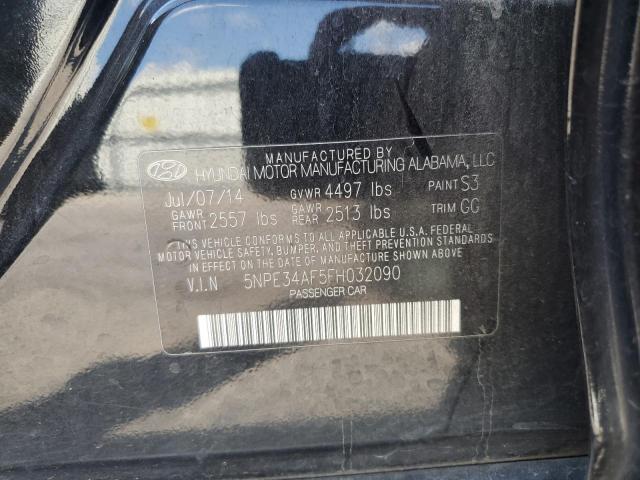 MANUFACTURED BY
HYUNDAI MOTOR MANUFACTURING ALABAMA, LLC
Jul/07/14 GVWR 4497 lbs PAINT S3
GAWR FRONT 2557 lbs GAWR REAR 2513 lbs TRIM GG
THIS VEHICLE CONFORMS TO ALL APPLICABLE U.S.A. FEDERAL
MOTOR VEHICLE SAFETY, BUMPER, AND THEFT PREVENTION STANDARDS
IN EFFECT ON THE DATE OF MANUFACTURE SHOWN ABOVE
V.I.N 5NPE34AF5FH032090
PASSENGER CAR